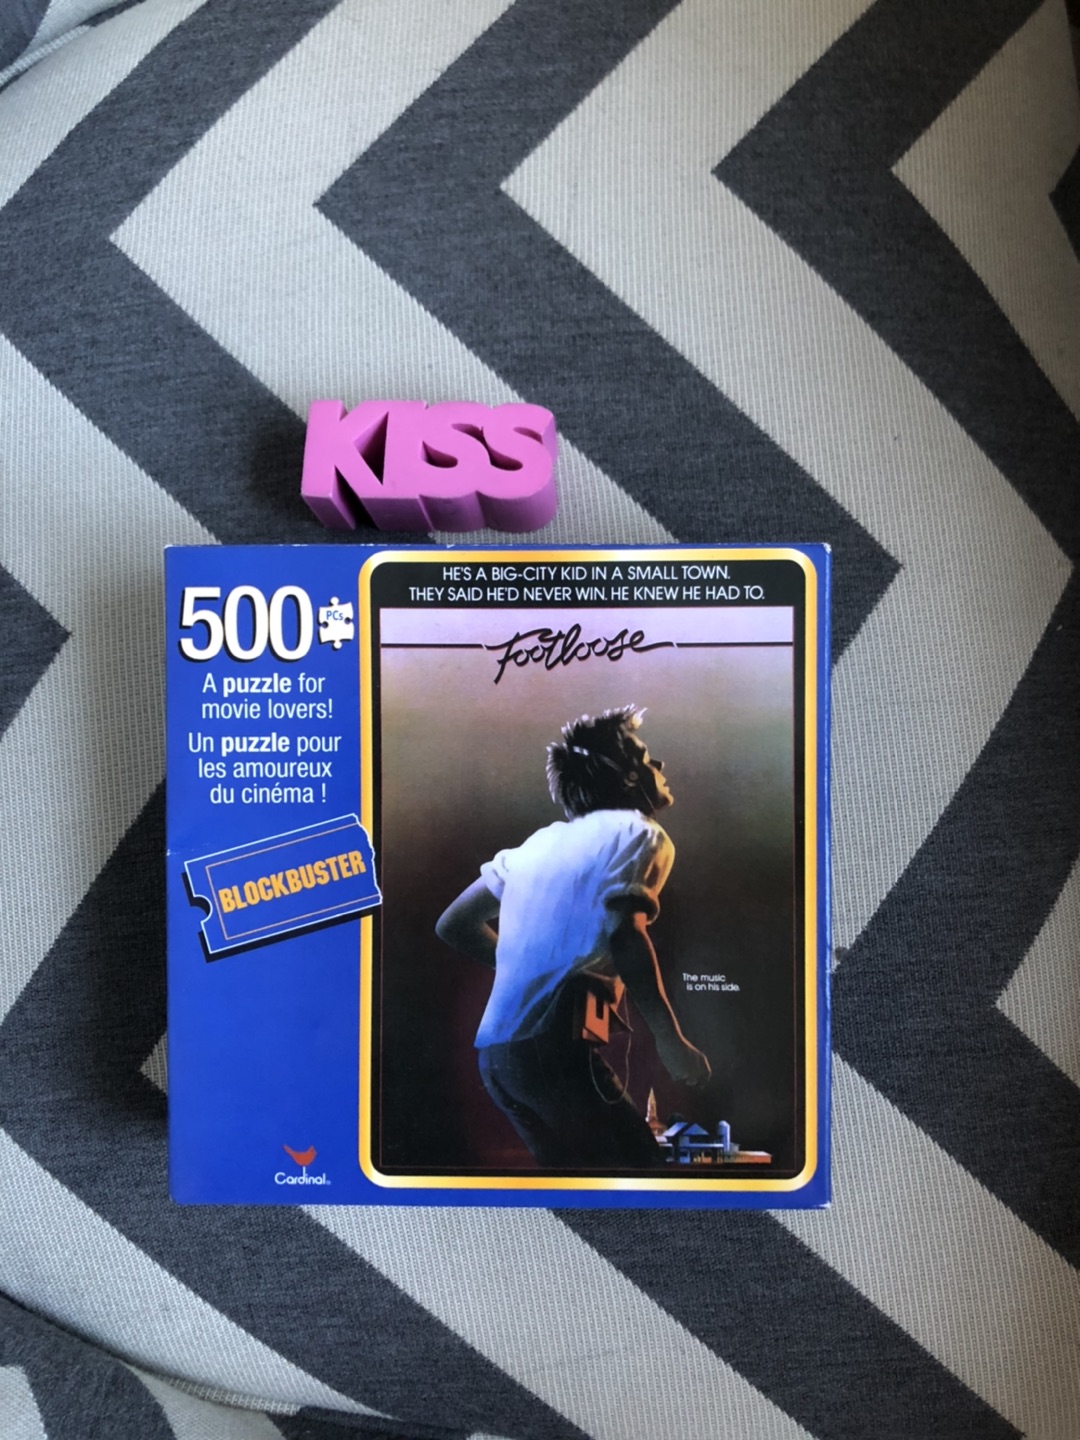 KISS
500 PCs
A puzzle for
movie lovers!
Un puzzle pour
les amoureux
du cinéma !
BLOCKBUSTER
Cardinal
HE'S A BIG-CITY KID IN A SMALL TOWN.
THEY SAID HE'D NEVER WIN. HE KNEW HE HAD TO.
Footloose
The music
is on his side.